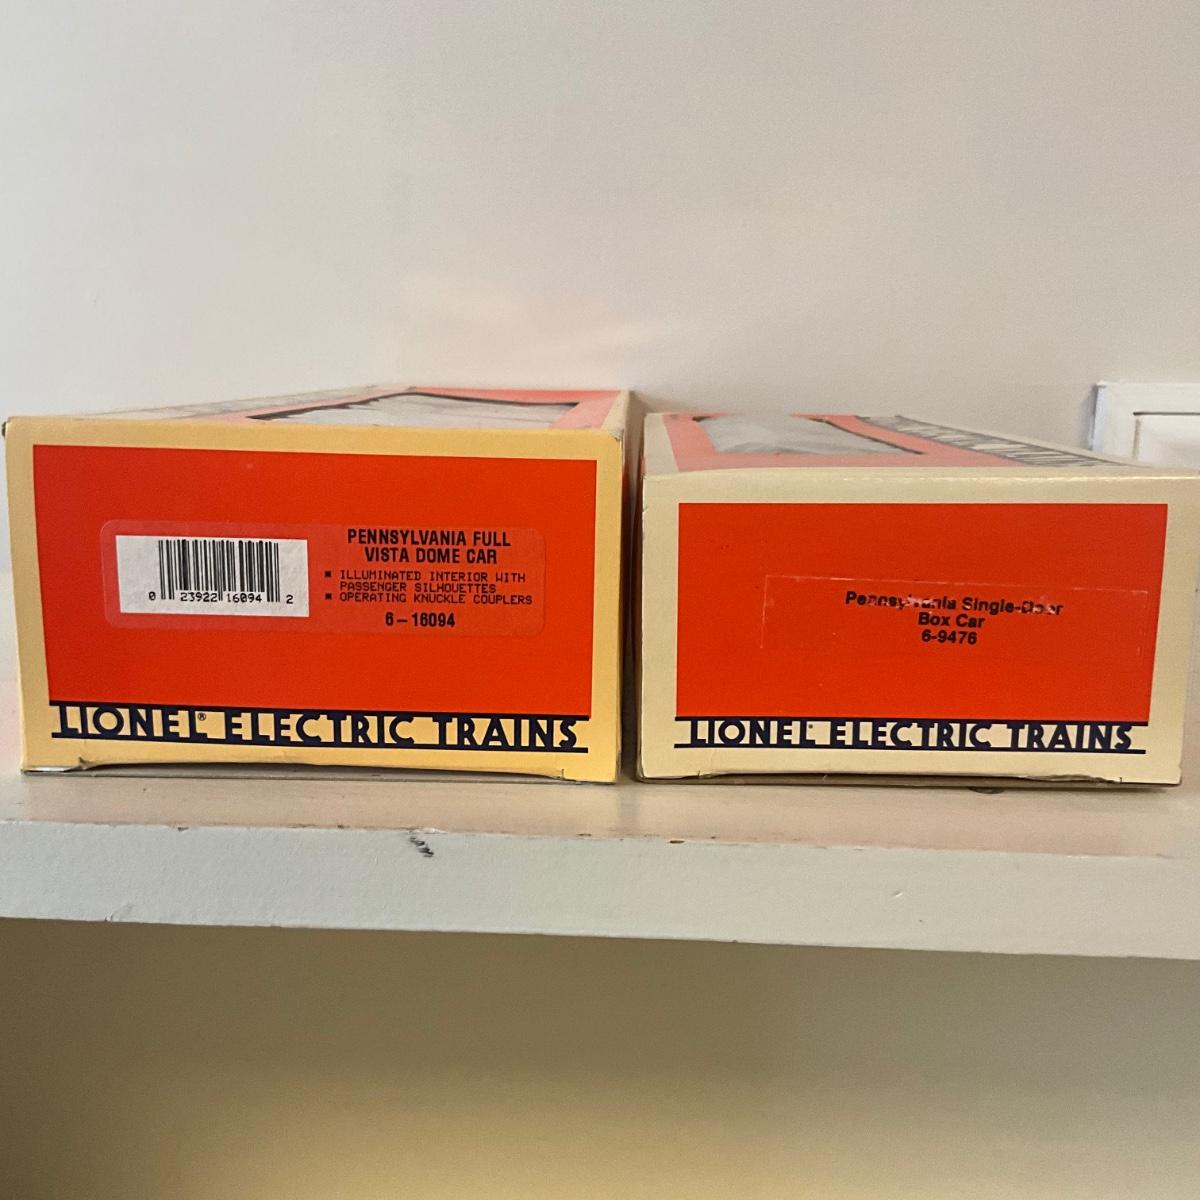 PENNSYLVANIA FULL
VISTA DOME CAR
■ ILLUMINATED INTERIOR WITH
PASSENGER SILHOUETTES
■ OPERATING KNUCKLE COUPLERS
6-16094
0 23922 16094 2
LIONEL® ELECTRIC TRAINS
Pennsylvania Single-Door
Box Car
6-9476
LIONEL® ELECTRIC TRAINS